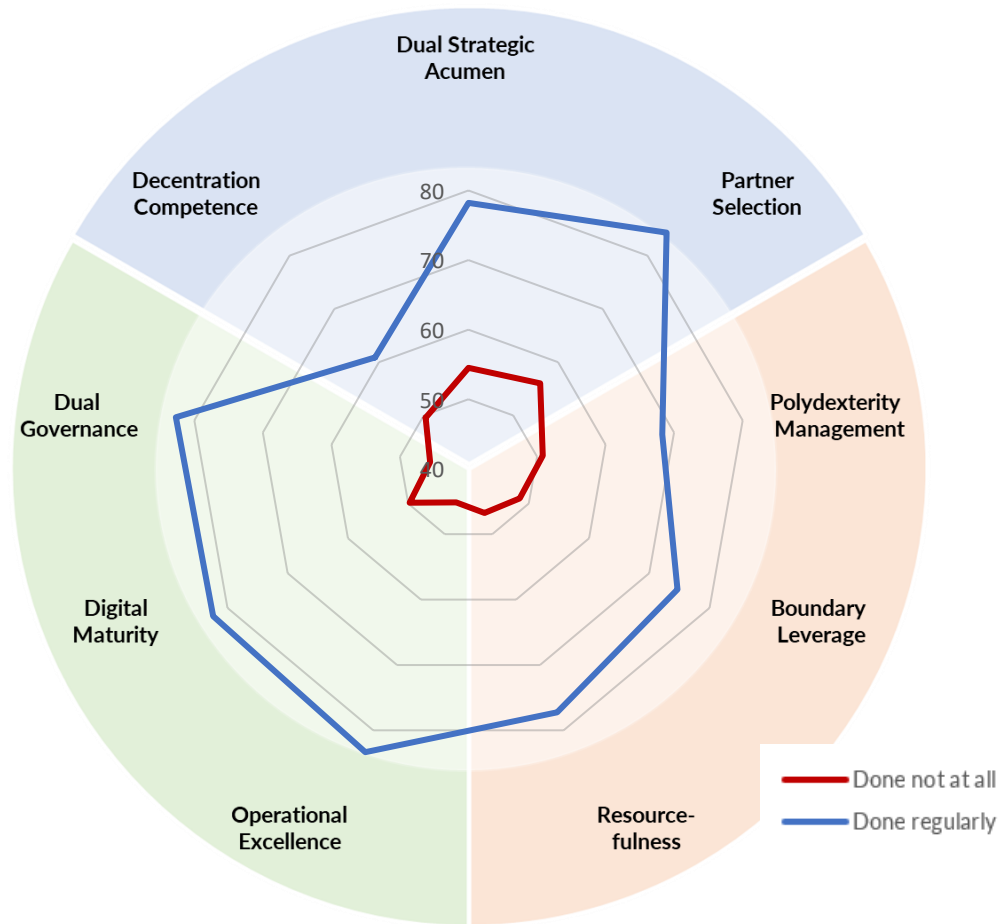 Dual Strategic
Acumen
Decentration
Competence
Partner
Selection
80
70
60
50
40
Dual
Governance
Polydexterity
Management
Digital
Maturity
Boundary
Leverage
Operational
Excellence
Resource-
fulness
Done not at all
Done regularly